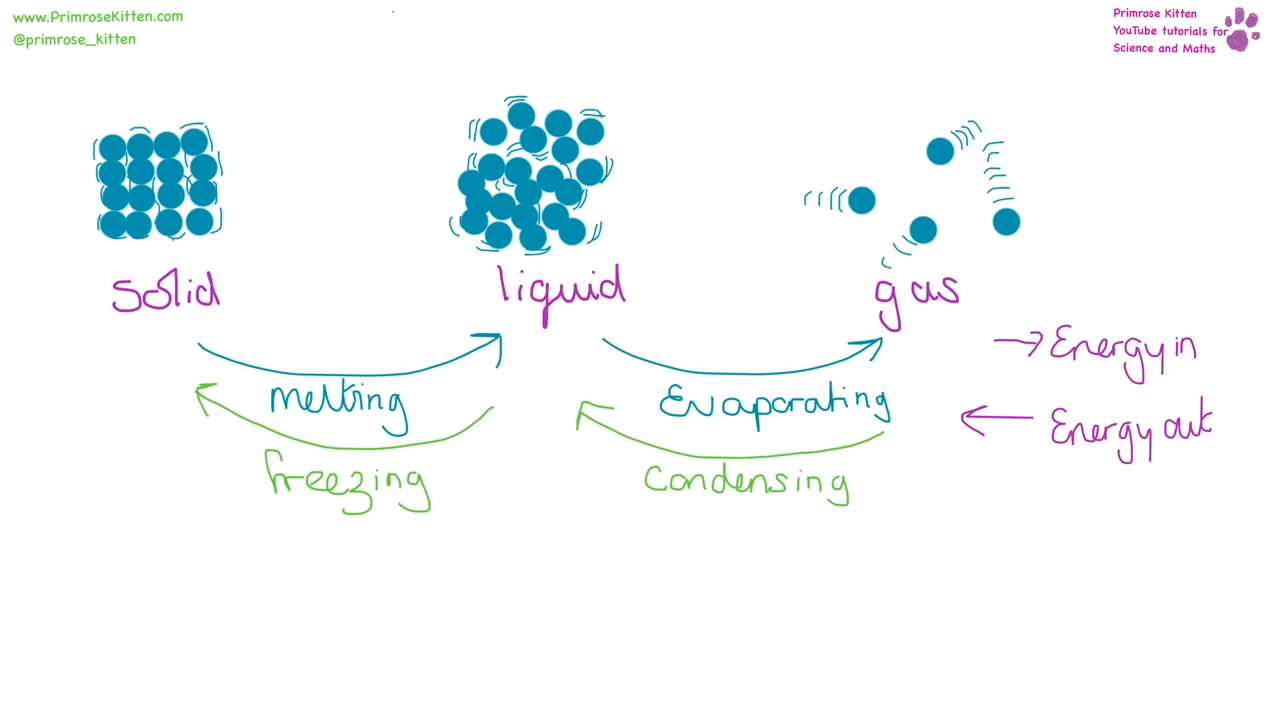 www.PrimroseKitten.com
@primrose_kitten
Primrose Kitten
YouTube tutorials for
Science and Maths
solid
liquid
gas
melting
freezing
Evaporating
Condensing
Energy in
Energy out